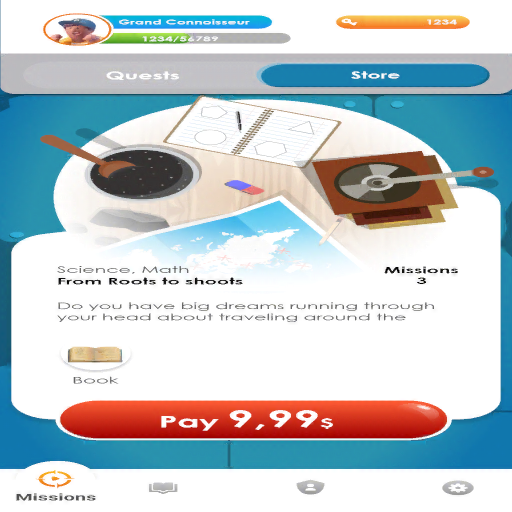 Grand Connoisseur
1234/56789
1234
Quests
Store
Science, Math
From Roots to shoots
Missions
3
Do you have big dreams running through
your head about traveling around the
Book
Pay 9,99$
Missions